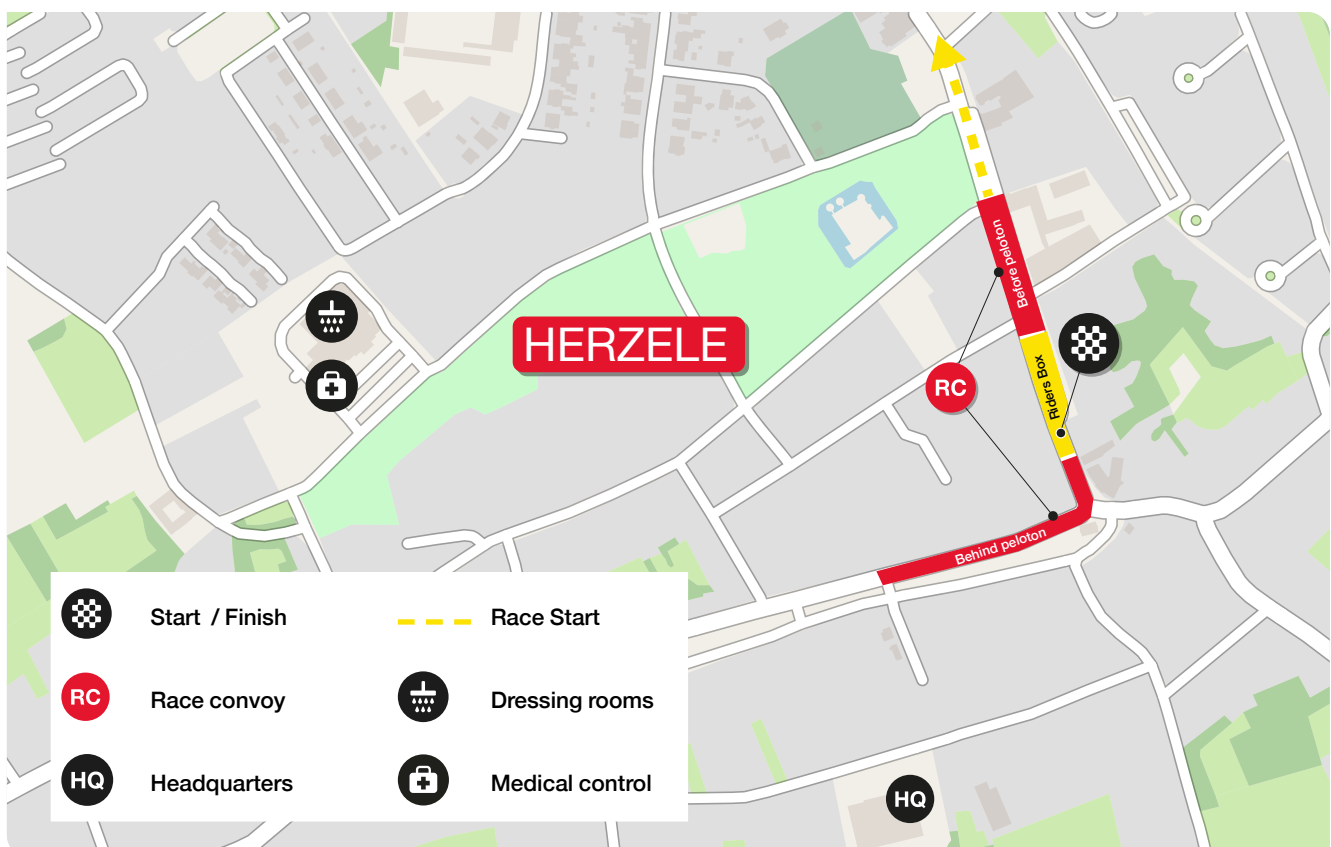 Before peloton
HERZELE
Riders Box
RC
Behind peloton
Start / Finish
Race Start
RC
Race convoy
Dressing rooms
HQ
Headquarters
Medical control
HQ